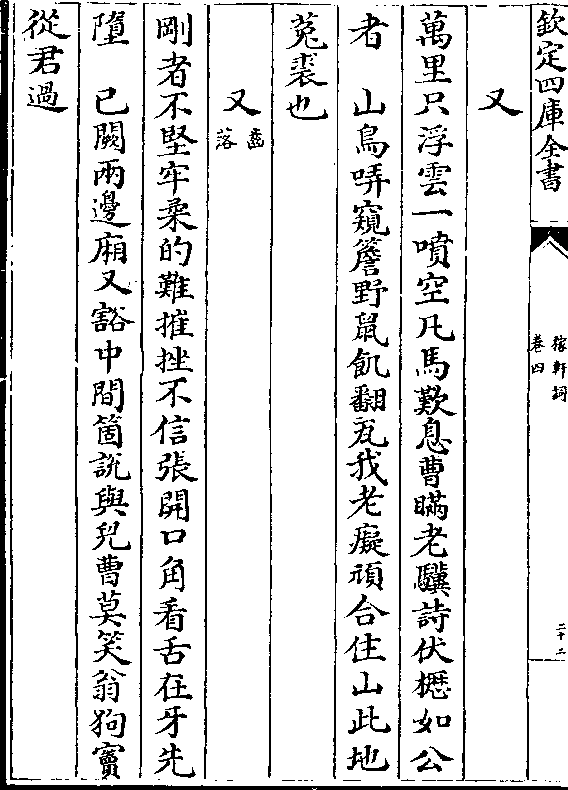 欽定四庫全書
稼軒詞
卷四
二十二
又
萬里只浮雲一噴空凡馬歎息曹瞞老驥詩伏櫪如公
者　山鳥哢窺簷野鼠飢翻瓦我老癡頑合住山此地
菟裘也
又
齒
落
剛者不堅牢柔的難摧挫不信張開口角看舌在牙先
墮　已闕兩邊廂又豁中間箇説與兒曹莫笑翁狗竇
從君過